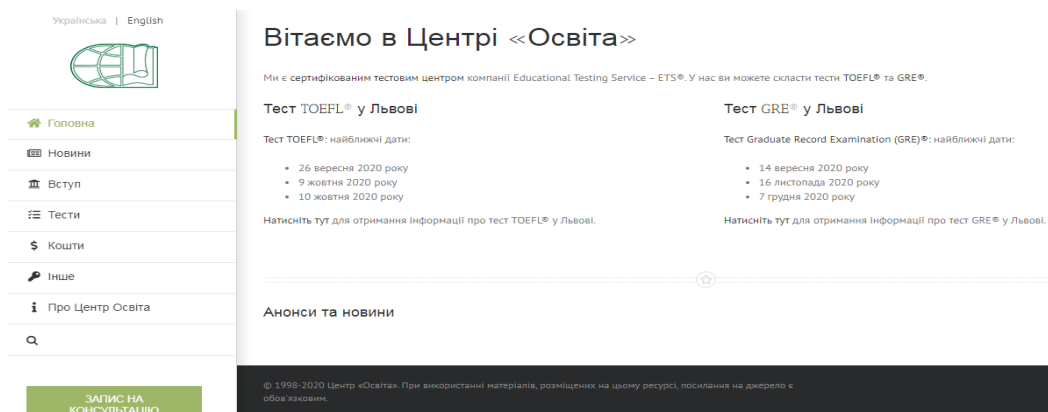 Українська | English
Головна
Новини
Вступ
Тести
Кошти
Інше
Про Центр Освіта
ЗАПИС НА
КОНСУЛЬТАЦІЮ
Вітаємо в Центрі «Освіта»
Ми є сертифікованим тестовим центром компанії Educational Testing Service – ETS®. У нас ви можете скласти тести TOEFL® та GRE®.
Тест TOEFL® у Львові
Тест TOEFL®: найближчі дати:
• 26 вересня 2020 року
• 9 жовтня 2020 року
• 10 жовтня 2020 року
Натисніть тут для отримання інформації про тест TOEFL® у Львові.
Тест GRE® у Львові
Тест Graduate Record Examination (GRE)®: найближчі дати:
• 14 вересня 2020 року
• 16 листопада 2020 року
• 7 грудня 2020 року
Натисніть тут для отримання інформації про тест GRE® у Львові.
Анонси та новини
© 1998-2020 Центр «Освіта». При використанні матеріалів, розміщених на цьому ресурсі, посилання на джерело є
обов'язковим.